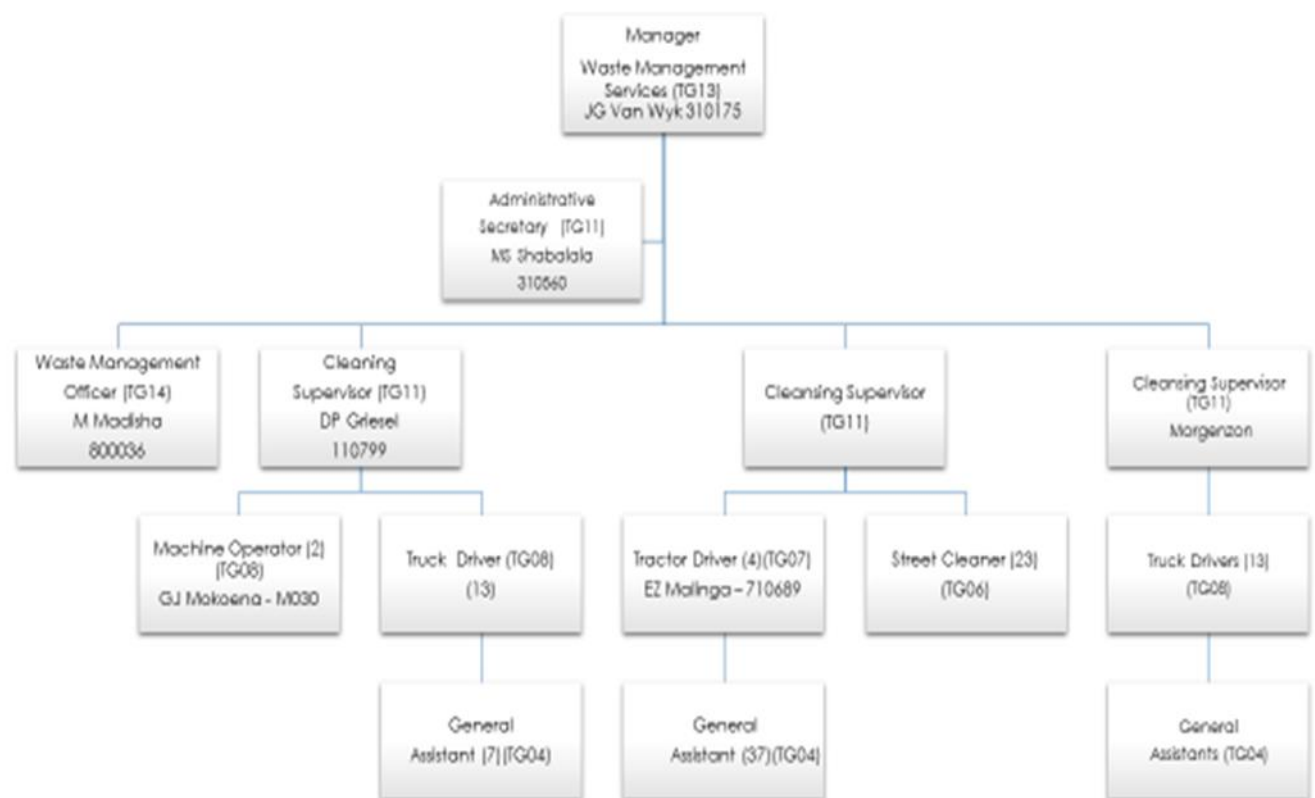 Manager
Waste Management
Services (TG13)
JG Van Wyk 310175
Administrative
Secretary (TG11)
MS Shabalala
310560
Waste Management
Officer (TG14)
M Madisha
800036
Cleaning
Supervisor (TG11)
DP Griesel
110799
Cleansing Supervisor
(TG11)
Cleansing Supervisor
(TG11)
Morgenzon
Machine Operator (2)
(TG08)
GJ Mokoena - M030
Truck Driver (TG08)
(13)
Tractor Driver (4)(TG07)
EZ Malinga – 710689
Street Cleaner (23)
(TG06)
Truck Drivers (13)
(TG08)
General
Assistant (7)(TG04)
General
Assistant (37)(TG04)
General
Assistants (TG04)